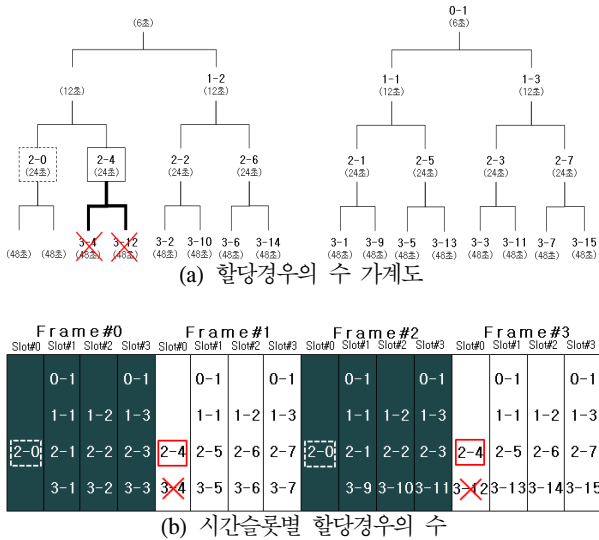 0-1
(6초) (6초)
1-2 1-1 1-3
(12초) (12초) (12초) (12초)
2-0 2-4 2-2 2-6 2-1 2-5 2-3 2-7
(24초) (24초) (24초) (24초) (24초) (24초) (24초) (24초)
3-4 3-12 3-2 3-10 3-6 3-14 3-1 3-9 3-5 3-13 3-3 3-11 3-7 3-15
(48초) (48초) (48초) (48초) (48초) (48초) (48초) (48초) (48초) (48초) (48초) (48초) (48초) (48초) (48초) (48초)
(a) 할당경우의 수 가계도
Frame#0 Frame#1 Frame#2 Frame#3
Slot#0 Slot#1 Slot#2 Slot#3 Slot#0 Slot#1 Slot#2 Slot#3 Slot#0 Slot#1 Slot#2 Slot#3 Slot#0 Slot#1 Slot#2 Slot#3
0-1 0-1 0-1 0-1 0-1 0-1 0-1 0-1
1-1 1-2 1-3 1-1 1-2 1-3 1-1 1-2 1-3 1-1 1-2 1-3
2-0 2-1 2-2 2-3 2-4 2-5 2-6 2-7 2-0 2-1 2-2 2-3 2-4 2-5 2-6 2-7
3-1 3-2 3-3 3-4 3-5 3-6 3-7 3-9 3-10 3-11 3-12 3-13 3-14 3-15
(b) 시간슬롯별 할당경우의 수